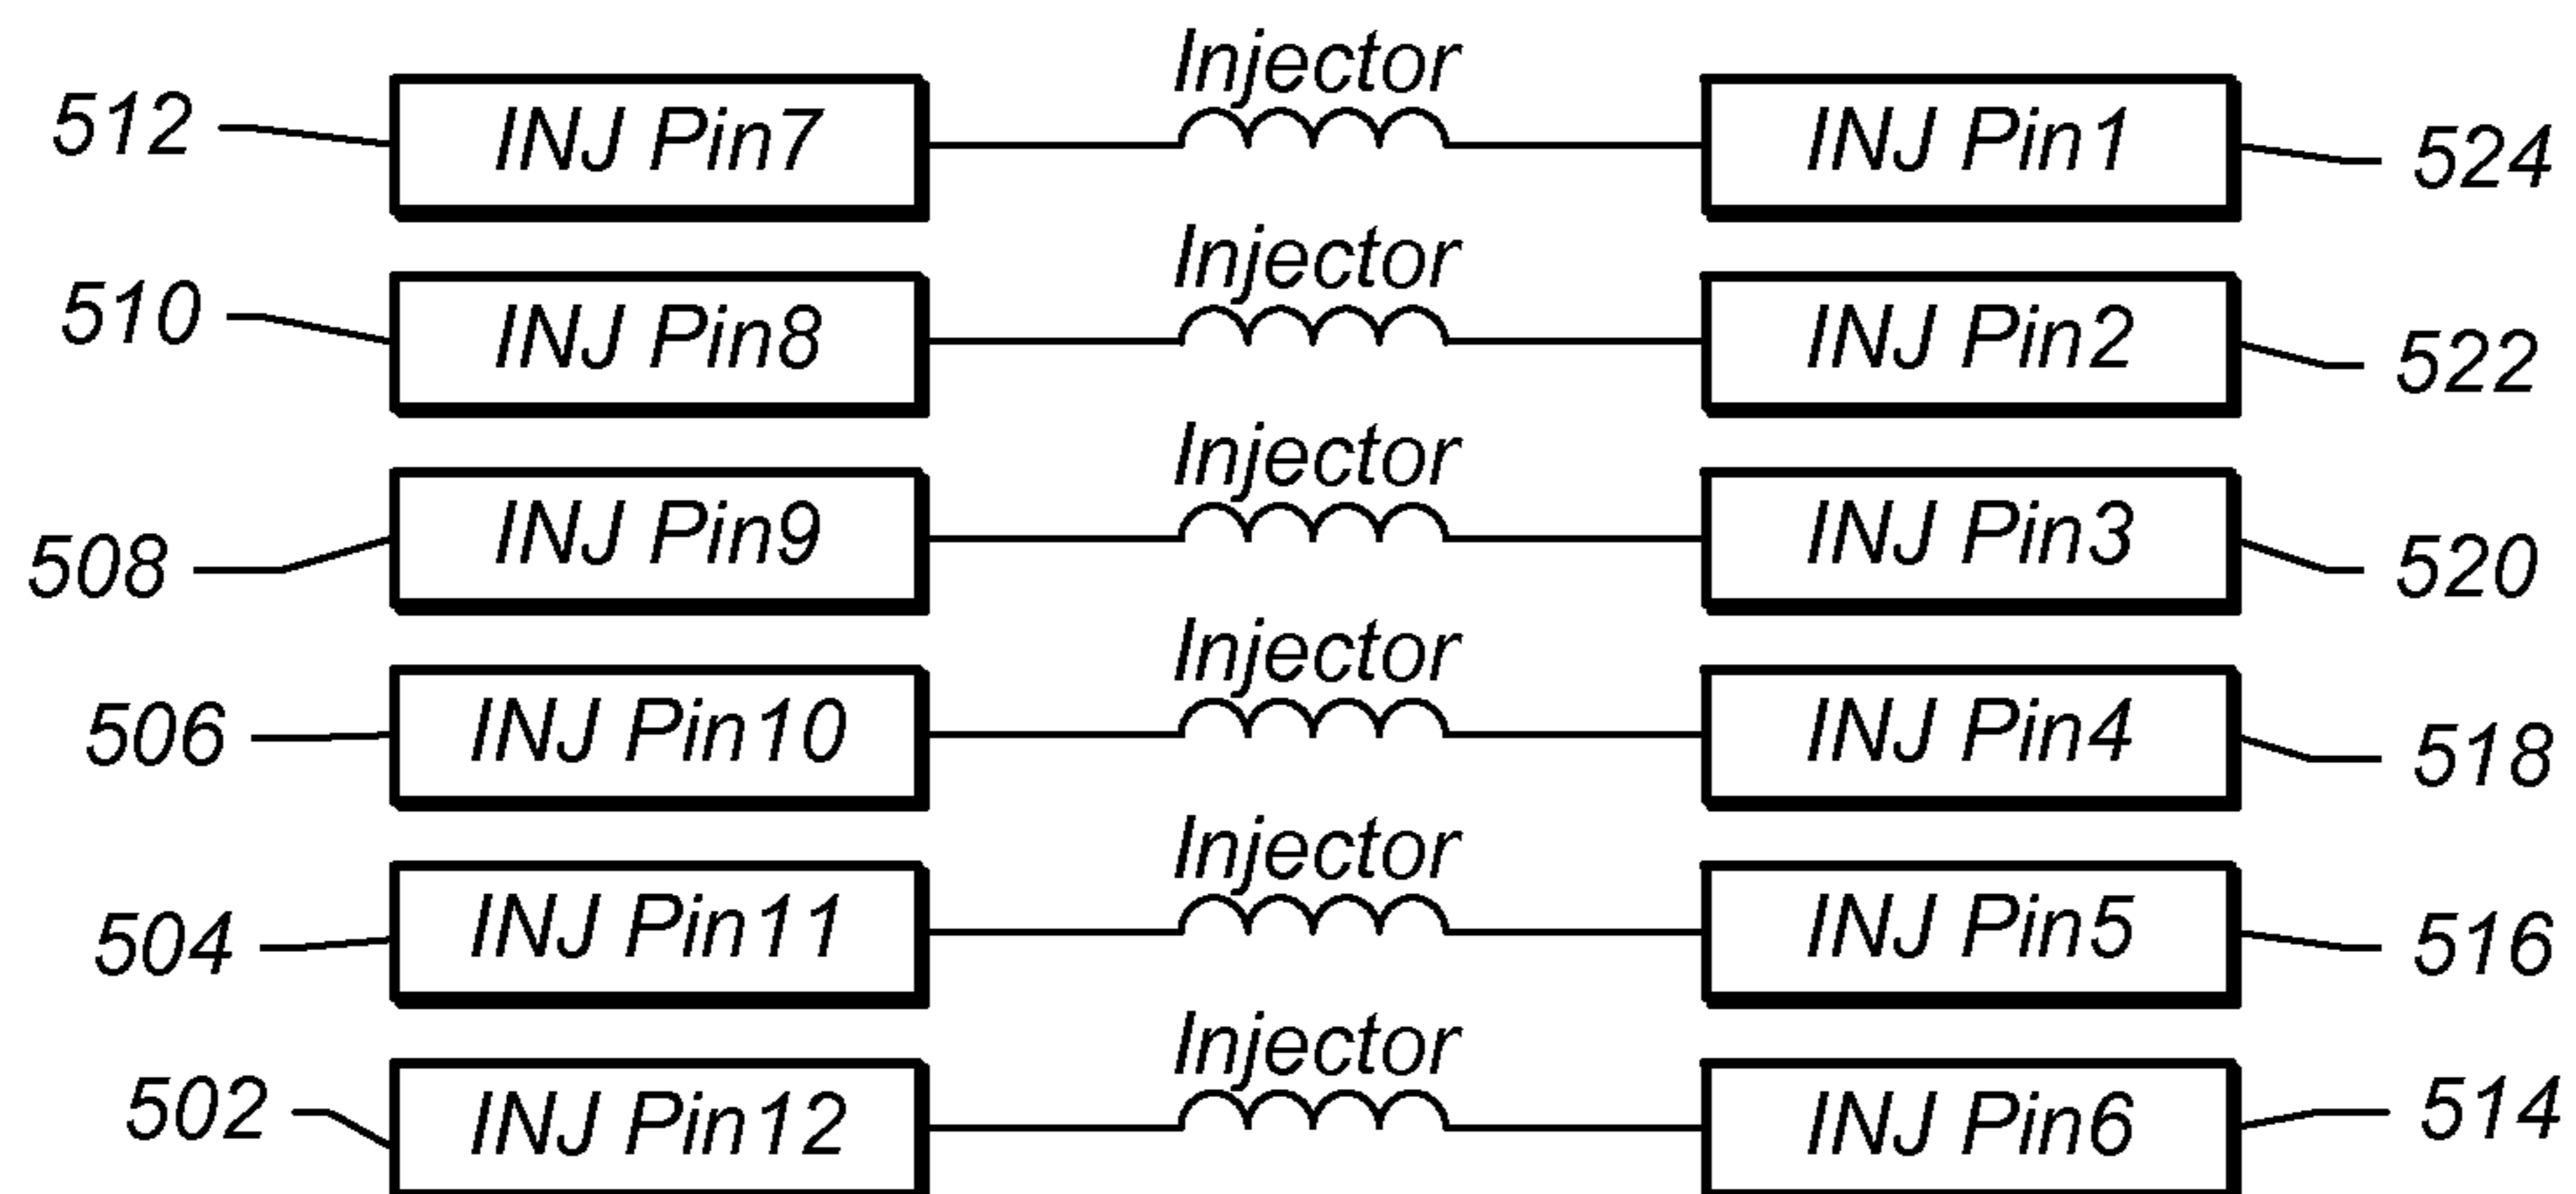 Injector
512 INJ Pin7 INJ Pin1 524
Injector
510 INJ Pin8 INJ Pin2 522
Injector
508 INJ Pin9 INJ Pin3 520
Injector
506 INJ Pin10 INJ Pin4 518
Injector
504 INJ Pin11 INJ Pin5 516
Injector
502 INJ Pin12 INJ Pin6 514